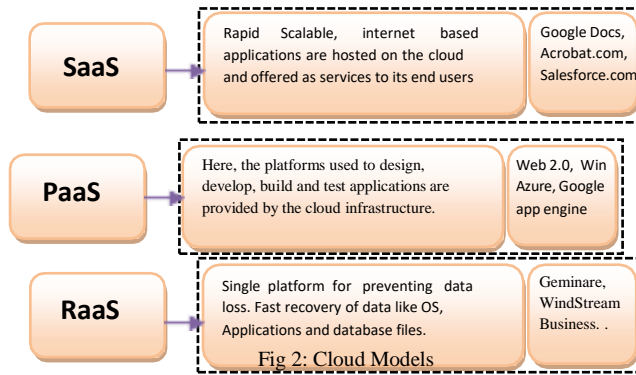 SaaS
Rapid Scalable, internet based
applications are hosted on the cloud
and offered as services to its end users
Google Docs,
Acrobat.com,
Salesforce.com
PaaS
Here, the platforms used to design,
develop, build and test applications are
provided by the cloud infrastructure.
Web 2.0, Win
Azure, Google
app engine
RaaS
Single platform for preventing data
loss. Fast recovery of data like OS,
Applications and database files.
Geminare,
WindStream
Business. .
Fig 2: Cloud Models